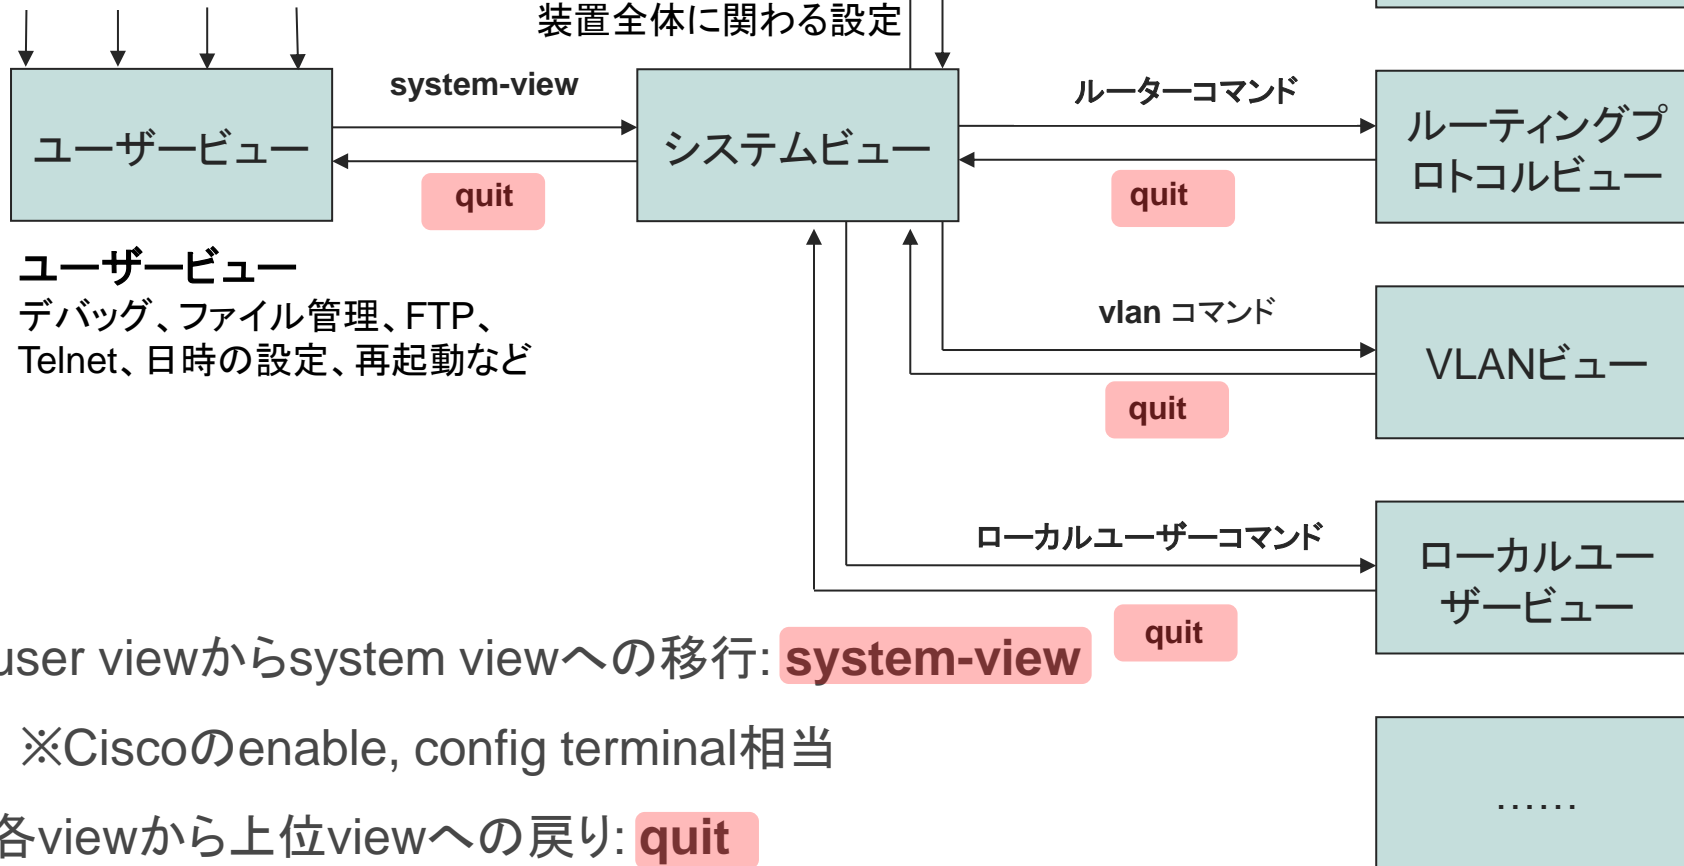 装置全体に関わる設定
system-view
ルーターコマンド
ユーザービュー
システムビュー
ルーティングプ
ロトコルビュー
quit
quit
ユーザービュー
デバッグ、ファイル管理、FTP、
Telnet、日時の設定、再起動など
vlan コマンド
VLANビュー
quit
ローカルユーザーコマンド
ローカルユー
ザービュー
quit
user viewからsystem viewへの移行: system-view
※Ciscoのenable, config terminal相当
各viewから上位viewへの戻り: quit
……